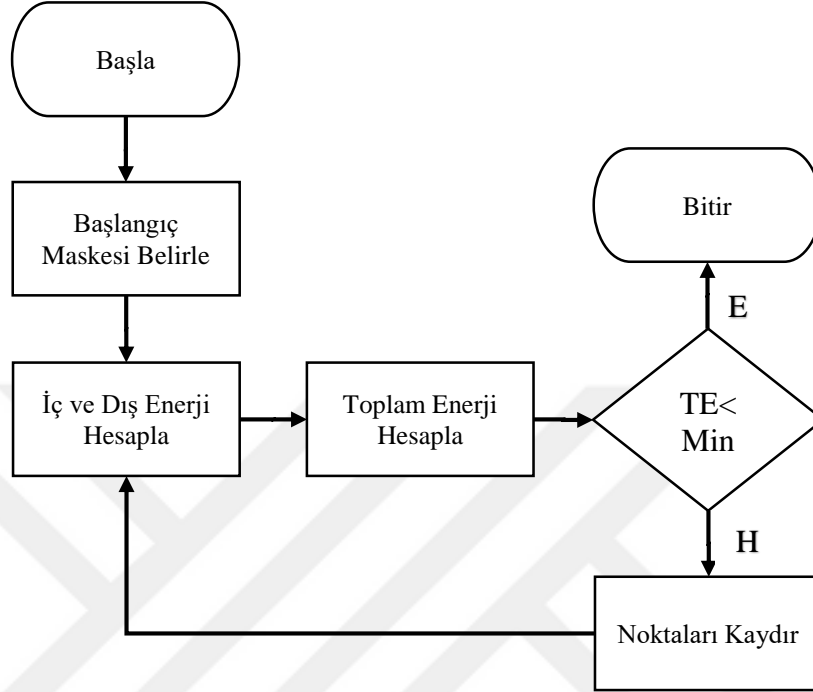 Başla
Başlangıç
Maskesi Belirle
İç ve Dış Enerji
Hesapla
Toplam Enerji
Hesapla
TE<
Min
E
Bitir
H
Noktaları Kaydır